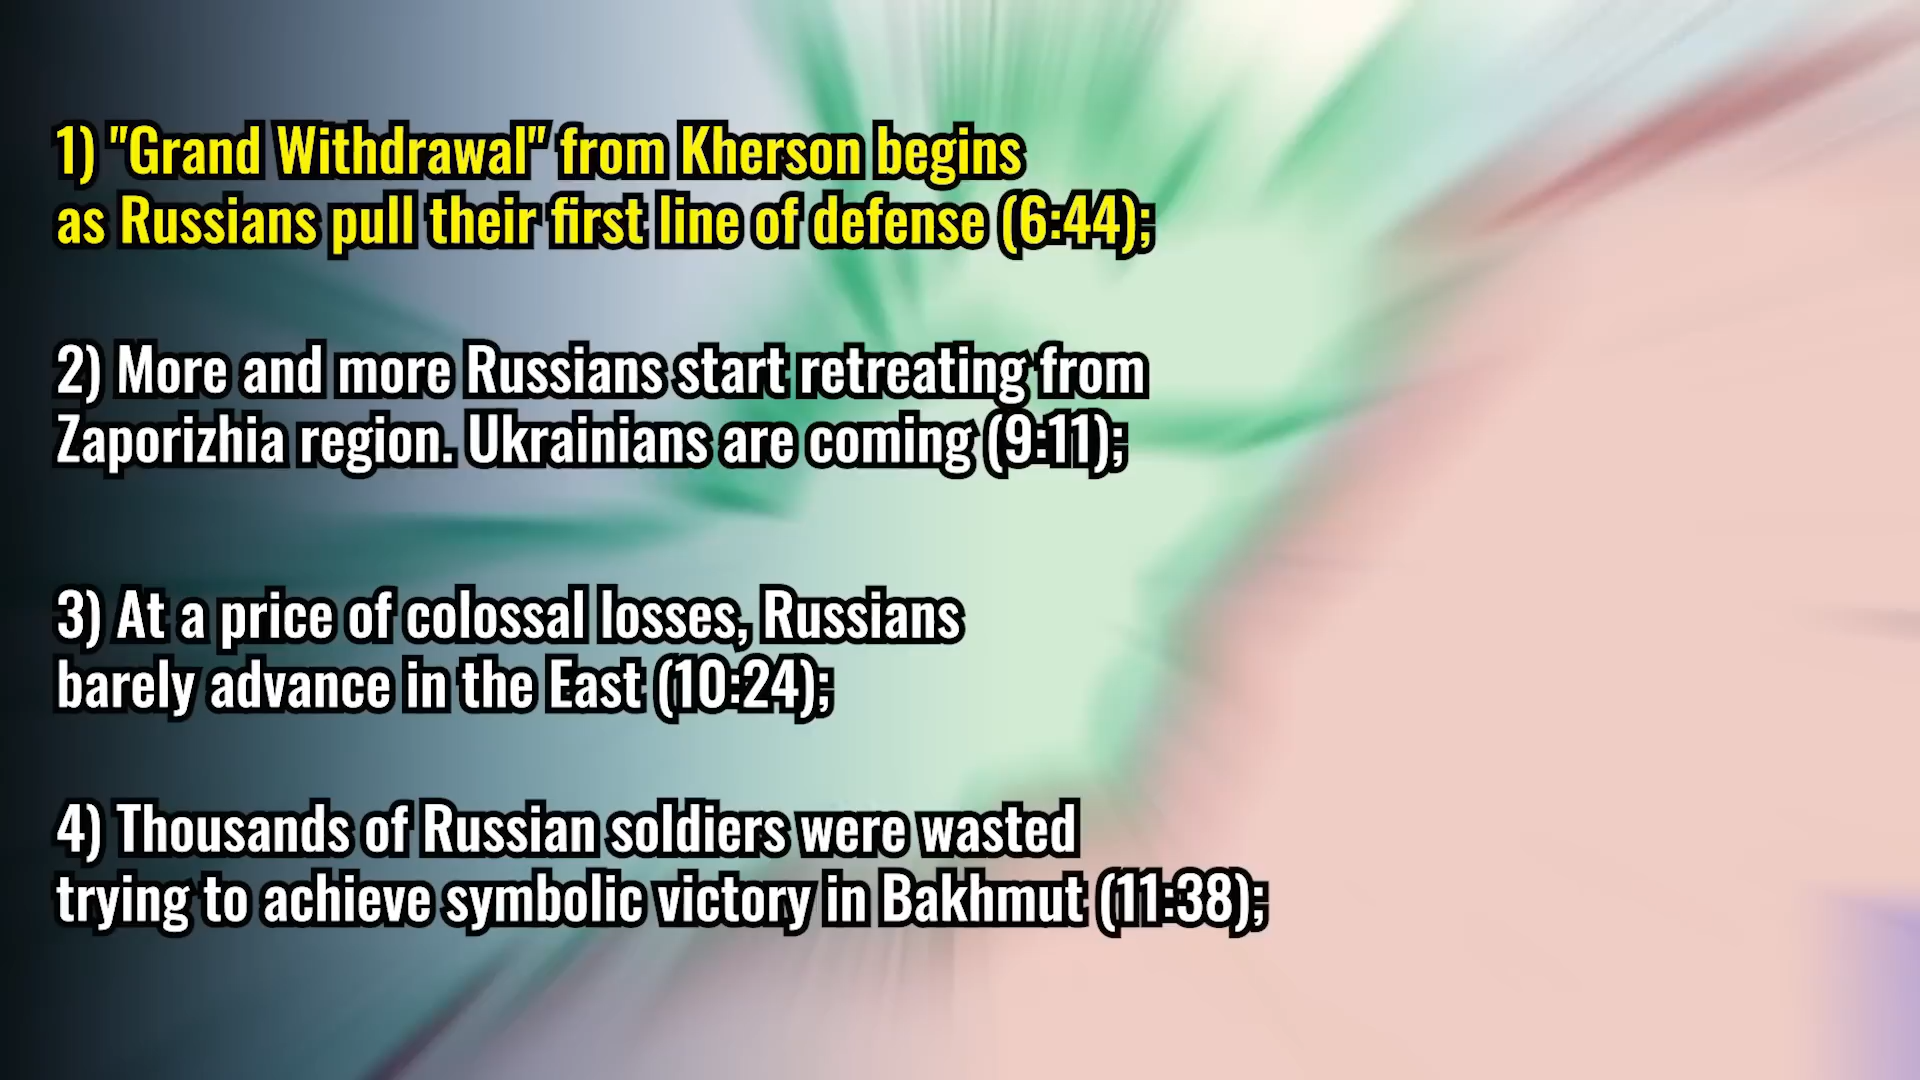 1) "Grand Withdrawal" from Kherson begins
as Russians pull their first line of defense (6:44);
2) More and more Russians start retreating from
Zaporizhia region. Ukrainians are coming (9:11);
3) At a price of colossal losses, Russians
barely advance in the East (10:24);
4) Thousands of Russian soldiers were wasted
trying to achieve symbolic victory in Bakhmut (11:38);